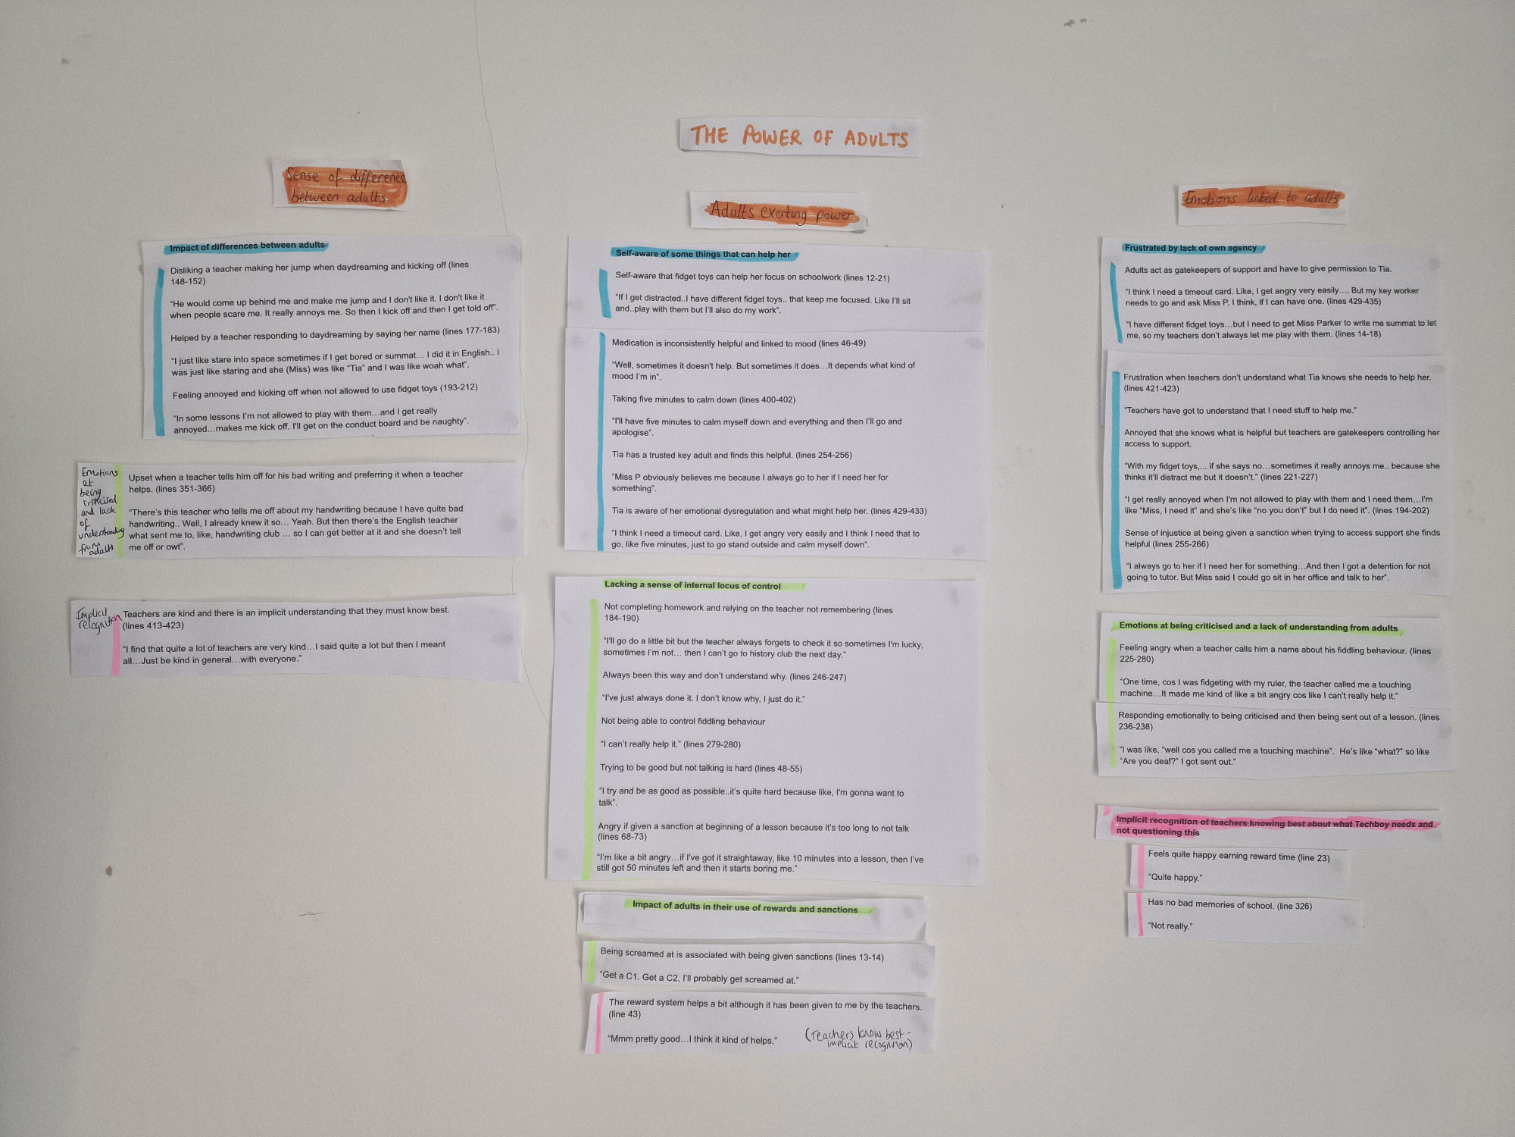 THE POWER OF ADULTS
Sense of difference
between adults
Impact of differences between adults
Disliking a teacher making her jump when daydreaming and kicking off (lines
148-152)
"He would come up behind me and make me jump and I don't like it. I don't like it
when people scare me. It really annoys me. So then I kick off and then I get told off".
Helped by a teacher responding to daydreaming by saying her name (lines 177-183)
"I just like stare into space sometimes if I get bored or summat… I did it in English.. I
was just like staring and she (Miss) was like "Tia" and I was like woah what".
Feeling annoyed and kicking off when not allowed to use fidget toys (193-212)
"In some lessons I'm not allowed to play with them…and I get really
annoyed…makes me kick off. I'll get on the conduct board and be naughty".
Emotions
at
being
criticised
and lack
of
understanding
from adults
Upset when a teacher tells him off for his bad writing and preferring it when a teacher
helps. (lines 351-366)
"There's this teacher who tells me off about my handwriting because I have quite bad
handwriting.. Well, I already knew it so… Yeah. But then there's the English teacher
what sent me to, like, handwriting club … so I can get better at it and she doesn't tell
me off or owt".
Implicit
recognition
Teachers are kind and there is an implicit understanding that they must know best.
(lines 413-423)
"I find that quite a lot of teachers are very kind…I said quite a lot but then I meant
all…Just be kind in general…with everyone."
Adults exerting power
Self-aware of some things that can help her
Self-aware that fidget toys can help her focus on schoolwork (lines 12-21)
"If I get distracted..I have different fidget toys.. that keep me focused. Like I'll sit
and..play with them but I'll also do my work".
Medication is inconsistently helpful and linked to mood (lines 46-49)
"Well, sometimes it doesn't help. But sometimes it does…It depends what kind of
mood I'm in".
Taking five minutes to calm down (lines 400-402)
"I'll have five minutes to calm myself down and everything and then I'll go and
apologise".
Tia has a trusted key adult and finds this helpful. (lines 254-256)
"Miss P obviously believes me because I always go to her if I need her for
something".
Tia is aware of her emotional dysregulation and what might help her. (lines 429-433)
"I think I need a timeout card. Like, I get angry very easily and I think I need that to
go, like five minutes, just to go stand outside and calm myself down".
Lacking a sense of internal locus of control
Not completing homework and relying on the teacher not remembering (lines
184-190)
"I'll go do a little bit but the teacher always forgets to check it so sometimes I'm lucky,
sometimes I'm not… then I can't go to history club the next day."
Always been this way and don't understand why. (lines 246-247)
"I've just always done it. I don't know why, I just do it."
Not being able to control fiddling behaviour
"I can't really help it." (lines 279-280)
Trying to be good but not talking is hard (lines 48-55)
"I try and be as good as possible..it's quite hard because like, I'm gonna want to
talk".
Angry if given a sanction at beginning of a lesson because it's too long to not talk
(lines 68-73)
"I'm like a bit angry…if I've got it straightaway, like 10 minutes into a lesson, then I've
still got 50 minutes left and then it starts boring me."
Impact of adults in their use of rewards and sanctions
Being screamed at is associated with being given sanctions (lines 13-14)
"Get a C1. Get a C2, I'll probably get screamed at."
The reward system helps a bit although it has been given to me by the teachers.
(line 43)
"Mmm pretty good…I think it kind of helps."
(Teachers know best -
implicit recognition)
Emotions linked to adults
Frustrated by lack of own agency
Adults act as gatekeepers of support and have to give permission to Tia.
"I think I need a timeout card. Like, I get angry very easily.... But my key worker
needs to go and ask Miss P, I think, if I can have one. (lines 429-435)
"I have different fidget toys…but I need to get Miss Parker to write me summat to let
me, so my teachers don't always let me play with them. (lines 14-18)
Frustration when teachers don't understand what Tia knows she needs to help her.
(lines 421-423)
"Teachers have got to understand that I need stuff to help me."
Annoyed that she knows what is helpful but teachers are gatekeepers controlling her
access to support.
"With my fidget toys,... if she says no…sometimes it really annoys me.. because she
thinks it'll distract me but it doesn't." (lines 221-227)
"I get really annoyed when I'm not allowed to play with them and I need them…I'm
like "Miss, I need it" and she's like "no you don't" but I do need it". (lines 194-202)
Sense of injustice at being given a sanction when trying to access support she finds
helpful (lines 255-266)
"I always go to her if I need her for something…And then I got a detention for not
going to tutor. But Miss said I could go sit in her office and talk to her".
Emotions at being criticised and a lack of understanding from adults
Feeling angry when a teacher calls him a name about his fiddling behaviour. (lines
225-280)
"One time, cos I was fidgeting with my ruler, the teacher called me a touching
machine…It made me kind of like a bit angry cos like I can't really help it."
Responding emotionally to being criticised and then being sent out of a lesson. (lines
236-238)
"I was like, "well cos you called me a touching machine". He's like "what?" so like
"Are you deaf?" I got sent out."
Implicit recognition of teachers knowing best about what Techboy needs and
not questioning this
Feels quite happy earning reward time (line 23)
"Quite happy."
Has no bad memories of school. (line 326)
"Not really."